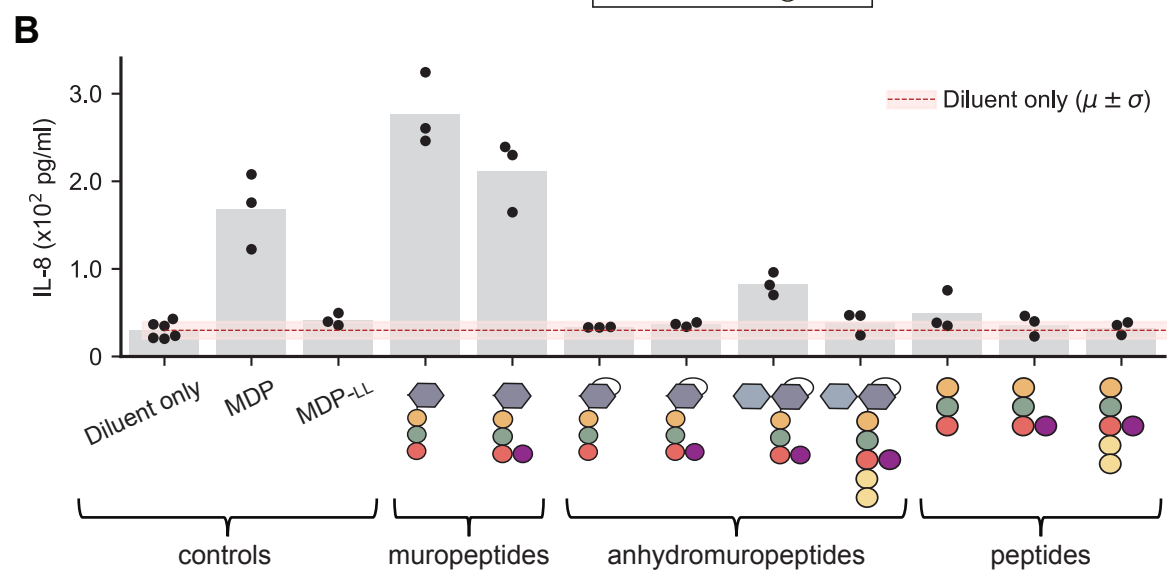 B
IL-8 (x10² pg/ml)
3.0
2.0
1.0
0
Diluent only (μ ± σ)
Diluent only
MDP
MDP-LL
controls
muropeptides
anhydromuropeptides
peptides